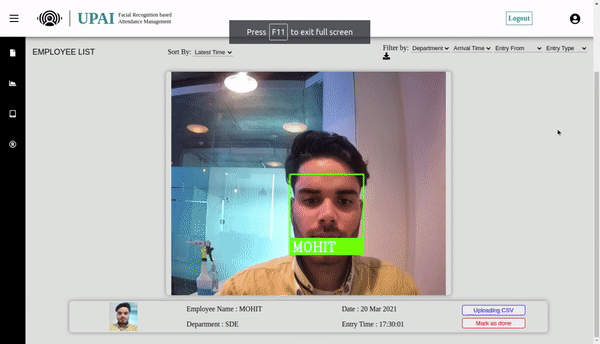 UPAI
Facial Recognition based
Attendance Management
Press F11 to exit full screen
Logout
EMPLOYEE LIST
Sort By: Latest Time
Filter by: Department Arrival Time Entry From Entry Type
MOHIT
Employee Name : MOHIT
Date : 20 Mar 2021
Uploading CSV
Department : SDE
Entry Time : 17:30:01
Mark as done